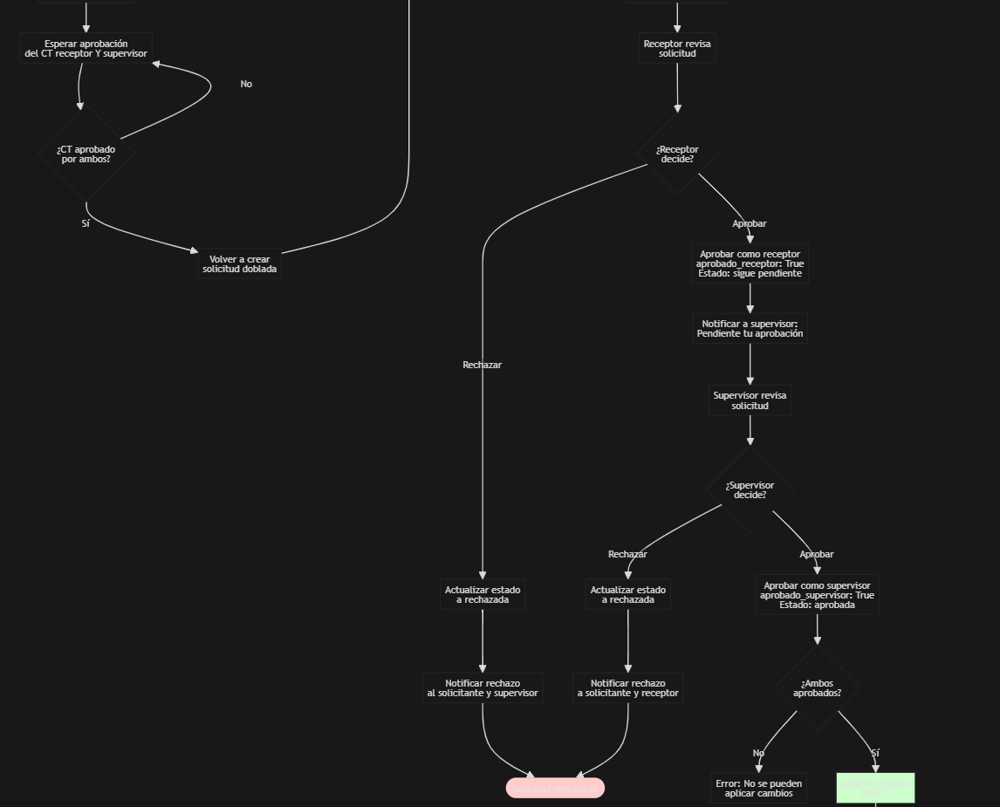 Esperar aprobación
del CT receptor Y supervisor
No
¿CT aprobado
por ambos?
Sí
Volver a crear
solicitud doblada
Receptor revisa
solicitud
¿Receptor
decide?
Aprobar
Aprobar como receptor
aprobado_receptor: True
Estado: sigue pendiente
Notificar a supervisor:
Pendiente tu aprobación
Rechazar
Supervisor revisa
solicitud
¿Supervisor
decide?
Rechazar
Aprobar
Actualizar estado
a rechazada
Actualizar estado
a rechazada
Aprobar como supervisor
aprobado_supervisor: True
Estado: aprobada
Notificar rechazo
al solicitante y supervisor
Notificar rechazo
a solicitante y receptor
¿Ambos
aprobados?
No
Sí
Error: No se pueden
aplicar cambios
Solicitud rechazada